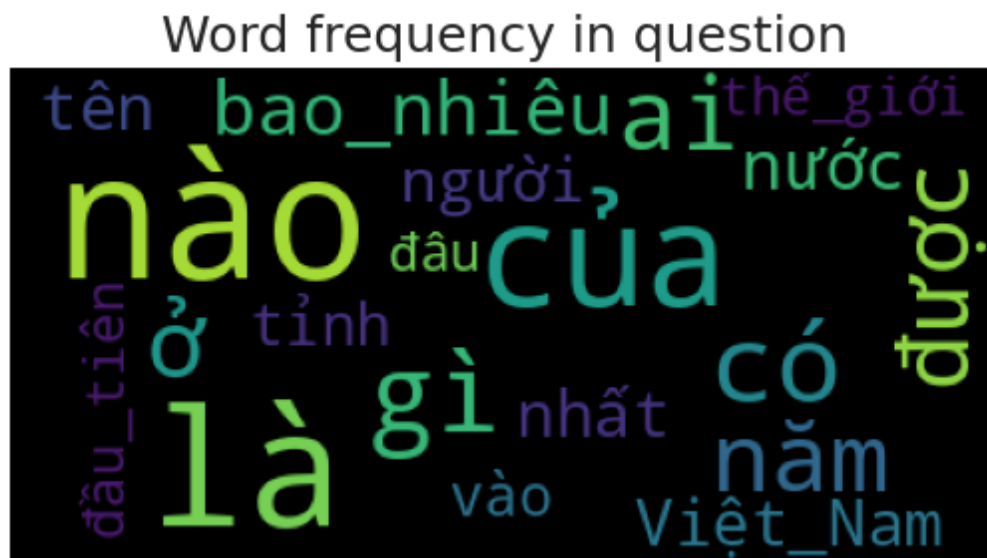 Word frequency in question
tên
bao_nhiêu
ai
thế_giới
nước
nào
người
của
được
đâu
đầu_tiên
ở
tỉnh
có
gì
là
nhất
năm
vào
Việt_Nam